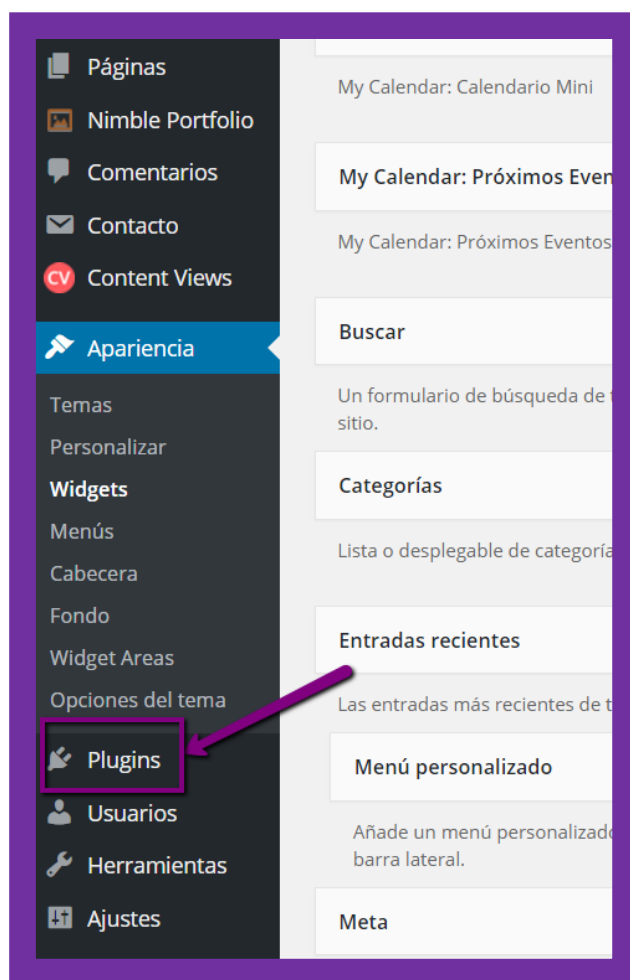 Páginas
Nimble Portfolio
Comentarios
Contacto
CV Content Views
Apariencia
Temas
Personalizar
Widgets
Menús
Cabecera
Fondo
Widget Areas
Opciones del tema
Plugins
Usuarios
Herramientas
Ajustes
My Calendar: Calendario Mini
My Calendar: Próximos Even
My Calendar: Próximos Eventos
Buscar
Un formulario de búsqueda de
sitio.
Categorías
Lista o desplegable de categoría
Entradas recientes
Las entradas más recientes de t
Menú personalizado
Añade un menú personalizado
barra lateral.
Meta